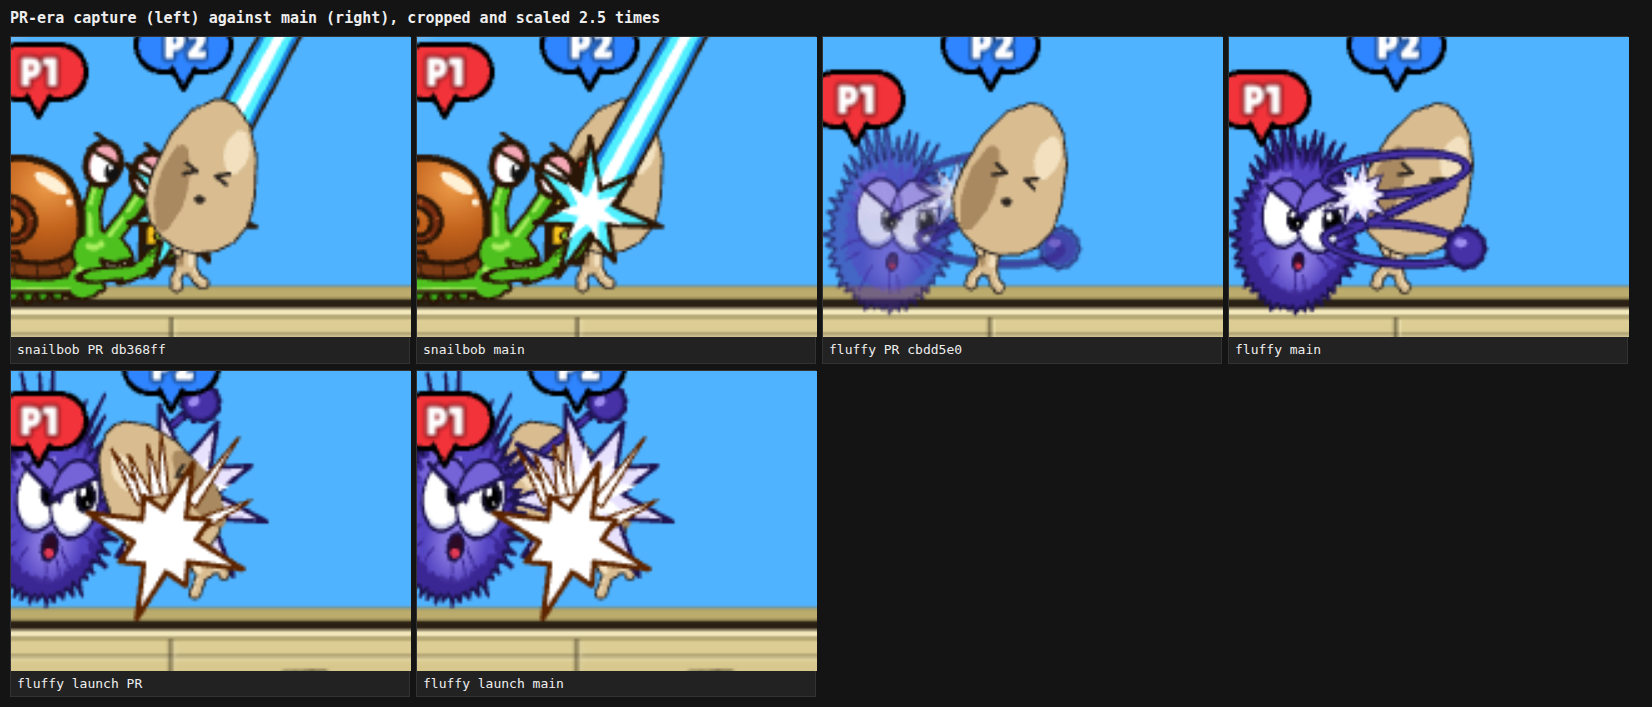 PR-era capture (left) against main (right), cropped and scaled 2.5 times
P1
P2
P1
P2
P1
P2
P1
P2
snailbob PR db368ff
snailbob main
fluffy PR cbdd5e0
fluffy main
P1
P2
P1
P2
fluffy launch PR
fluffy launch main